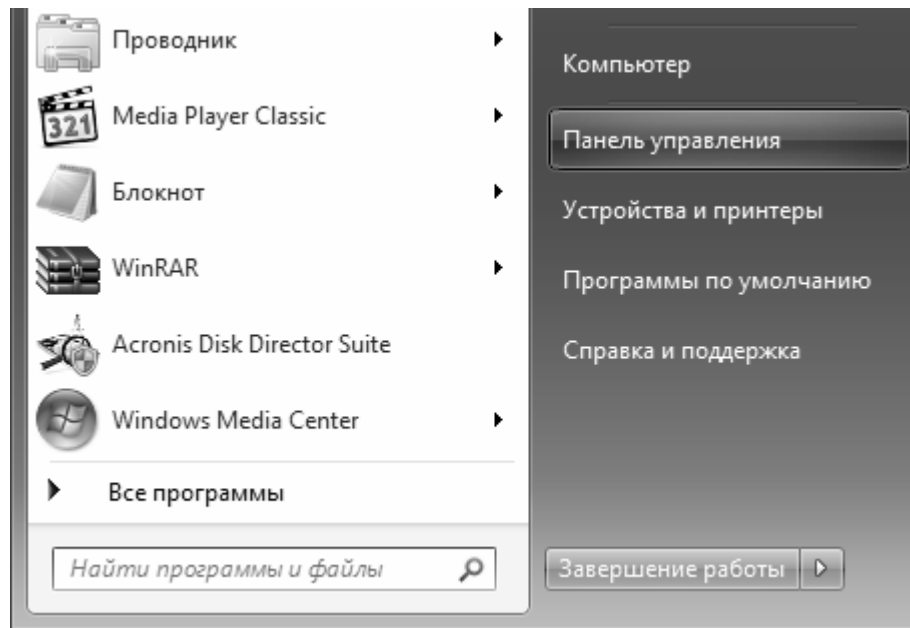 Проводник
Media Player Classic
321
Блокнот
WinRAR
Acronis Disk Director Suite
Windows Media Center
Все программы
Найти программы и файлы
Компьютер
Панель управления
Устройства и принтеры
Программы по умолчанию
Справка и поддержка
Завершение работы